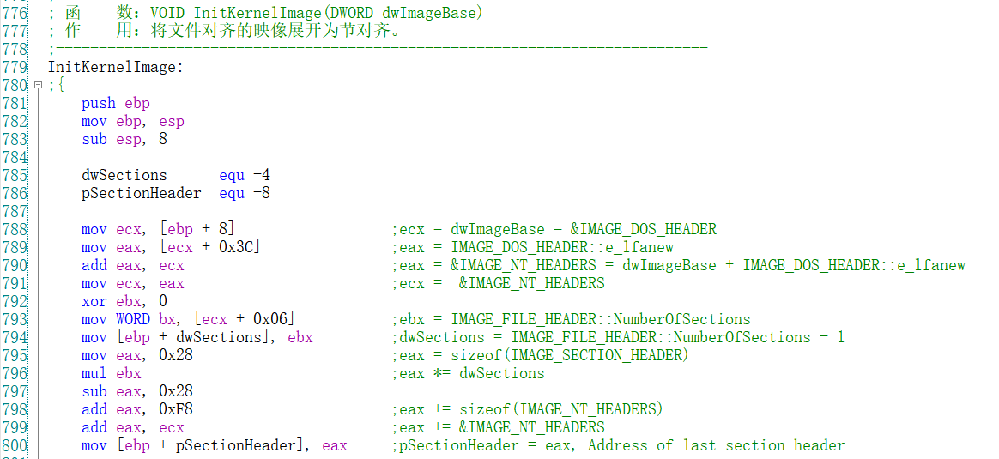 776 ; 函    数: VOID InitKernelImage(DWORD dwImageBase)
777 ; 作    用: 将文件对齐的映像展开为节对齐。
778 ;----------------------------------------------------------------------------
779 InitKernelImage:
780 ;{
781 push ebp
782 mov ebp, esp
783 sub esp, 8
784
785 dwSections      equ -4
786 pSectionHeader  equ -8
787
788 mov ecx, [ebp + 8] ;ecx = dwImageBase = &IMAGE_DOS_HEADER
789 mov eax, [ecx + 0x3C] ;eax = IMAGE_DOS_HEADER::e_lfanew
790 add eax, ecx ;eax = &IMAGE_NT_HEADERS = dwImageBase + IMAGE_DOS_HEADER::e_lfanew
791 mov ecx, eax ;ecx =  &IMAGE_NT_HEADERS
792 xor ebx, 0
793 mov WORD bx, [ecx + 0x06] ;ebx = IMAGE_FILE_HEADER::NumberOfSections
794 mov [ebp + dwSections], ebx ;dwSections = IMAGE_FILE_HEADER::NumberOfSections - 1
795 mov eax, 0x28 ;eax = sizeof(IMAGE_SECTION_HEADER)
796 mul ebx ;eax *= dwSections
797 sub eax, 0x28
798 add eax, 0xF8 ;eax += sizeof(IMAGE_NT_HEADERS)
799 add eax, ecx ;eax += &IMAGE_NT_HEADERS
800 mov [ebp + pSectionHeader], eax ;pSectionHeader = eax, Address of last section header